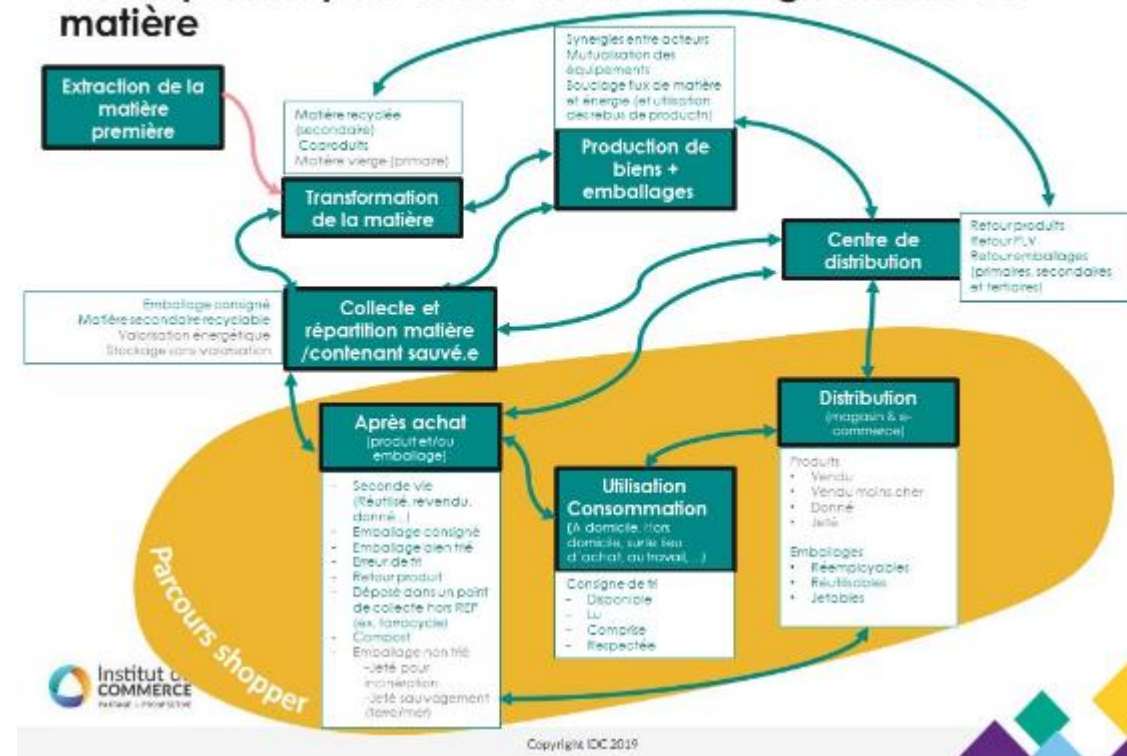 matière
Extraction de la
matière
première
Matière recyclée
(secondaire)
Coproduits
Matière vierge (primaire)
Transformation
de la matière
Synergies entre acteurs
Mutualisation des
équipements
Bouclage flux de matière
et énergie (et utilisation
des rebus de productn)
Production de
biens +
emballages
Centre de
distribution
Retour produits
Retour PLV
Retour emballages
(primaires, secondaires
et tertiaires)
Emballage consigné
Matière secondaire recyclable
Valorisation énergétique
Stockage sans valorisation
Collecte et
répartition matière
/contenant sauvé.e
Après achat
(produit et/ou
emballage)
- Seconde vie
(Réutilisé, revendu,
donné...)
- Emballage consigné
- Emballage bien trié
- Erreur de tri
- Retour produit
- Déposé dans un point
de collecte hors REP
(ex. terracycle)
- Compost
- Emballage non trié
-Jeté pour
incinération
-Jeté sauvagement
(terre/mer)
Utilisation
Consommation
(A domicile, Hors
domicile, sur le lieu
d'achat, au travail,...)
Consigne de tri
- Disponible
- Lu
- Comprise
- Respectée
Distribution
(magasin & e-
commerce)
Produits
• Vendu
• Vendu moins cher
• Donné
• Jeté
Emballages
• Réemployables
• Réutilisables
• Jetables
Parcours shopper
Institut
COMMERCE
Copyright IDC 2019